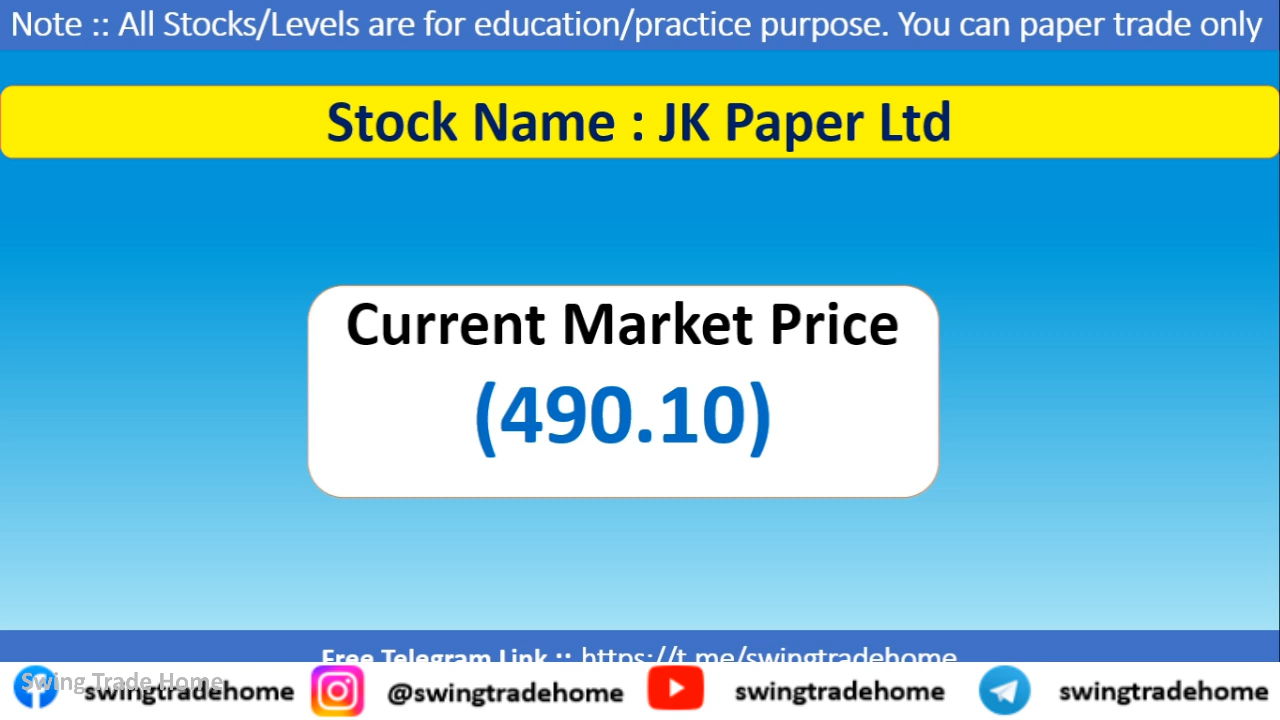 Note :: All Stocks/Levels are for education/practice purpose. You can paper trade only
Stock Name : JK Paper Ltd
Current Market Price
(490.10)
Free Telegram Link :: https://t.me/swingtradehome
Swing Trade Home
swingtradehome @swingtradehome swingtradehome swingtradehome